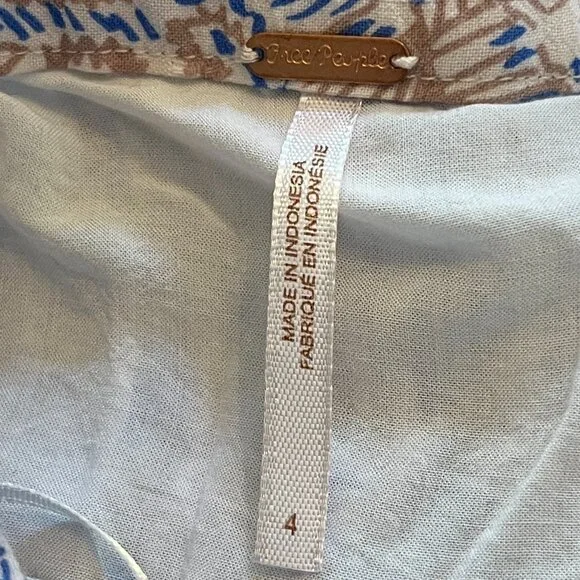 Free People
MADE IN INDONESIA
FABRIQUÉ EN INDONÉSIE
4